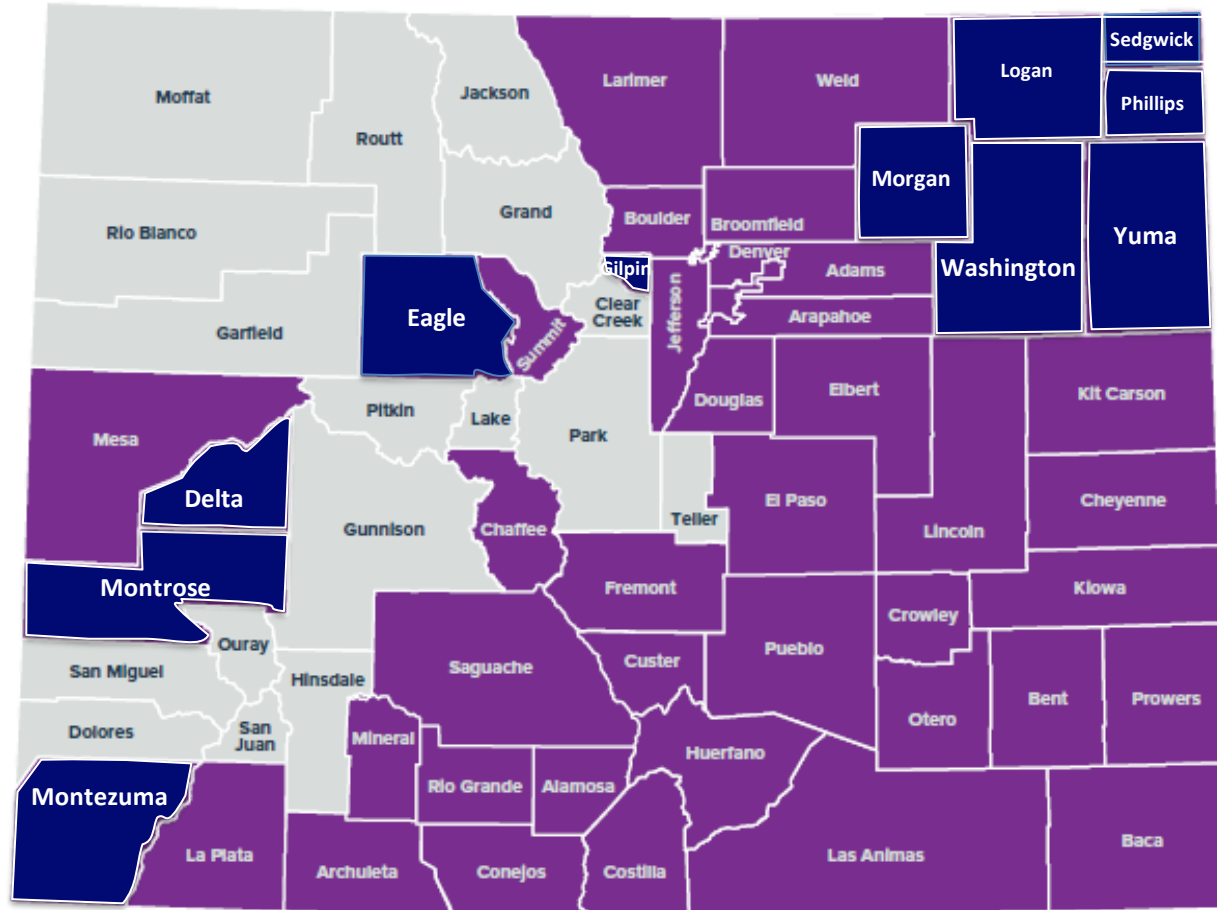 Sedgwick
Logan
Larimer
Weld
Jackson
Moffat
Phillips
Routt
Morgan
Grand
Boulder
Broomfield
Rio Blanco
Yuma
Denver
Gilpin
Washington
Adams
Clear
Creek
Eagle
Arapahoe
Jefferson
Garfield
Summit
Kit Carson
Elbert
Douglas
Pitkin
Lake
Park
Mesa
Delta
El Paso
Cheyenne
Teller
Gunnison
Chaffee
Lincoln
Montrose
Fremont
Kiowa
Crowley
Ouray
Pueblo
Custer
Saguache
San Miguel
Hinsdale
Bent
Prowers
Otero
San
Juan
Dolores
Mineral
Huerfano
Rio Grande
Alamosa
Montezuma
Baca
La Plata
Las Animas
Archuleta
Conejos
Costilla